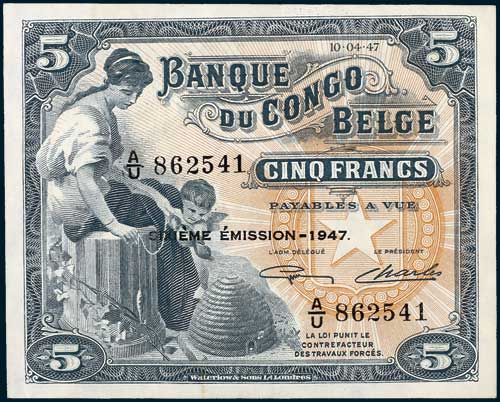 5
10-04-47
5
BANQUE
DU CONGO
BELGE
A/U 862541
CINQ FRANCS
PAYABLES A VUE
SIXIÈME ÉMISSION-1947.
L'ADM. DÉLÉGUÉ LE PRÉSIDENT
Charles
A/U 862541
LA LOI PUNIT LE
CONTREFACTEUR
DES TRAVAUX FORCÉS.
5
5
Waterlow & Sons Ld Londres